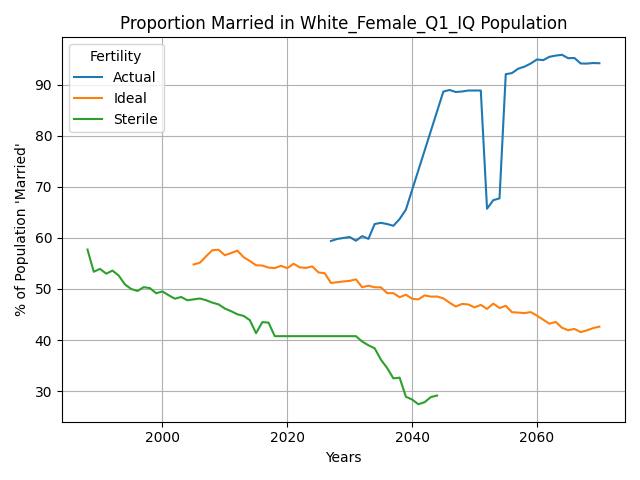 Proportion Married in White_Female_Q1_IQ Population
Fertility
Actual
Ideal
Sterile
% of Population 'Married'
90
80
70
60
50
40
30
2000
2020
2040
2060
Years